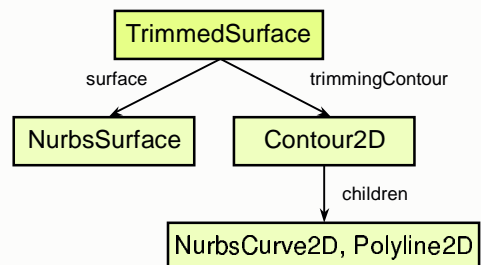 TrimmedSurface
surface
trimmingContour
NurbsSurface
Contour2D
children
NurbsCurve2D, Polyline2D